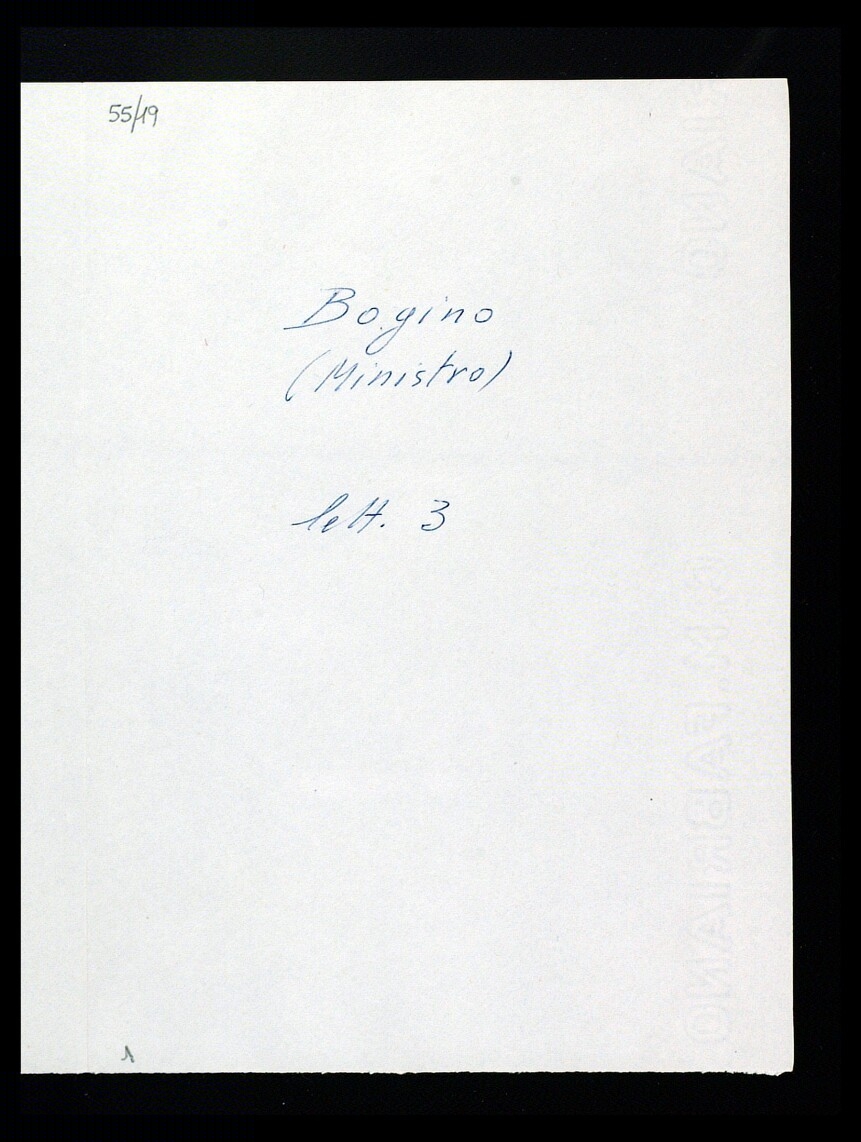 55/19
Bogino
(Ministro)
lett. 3
1